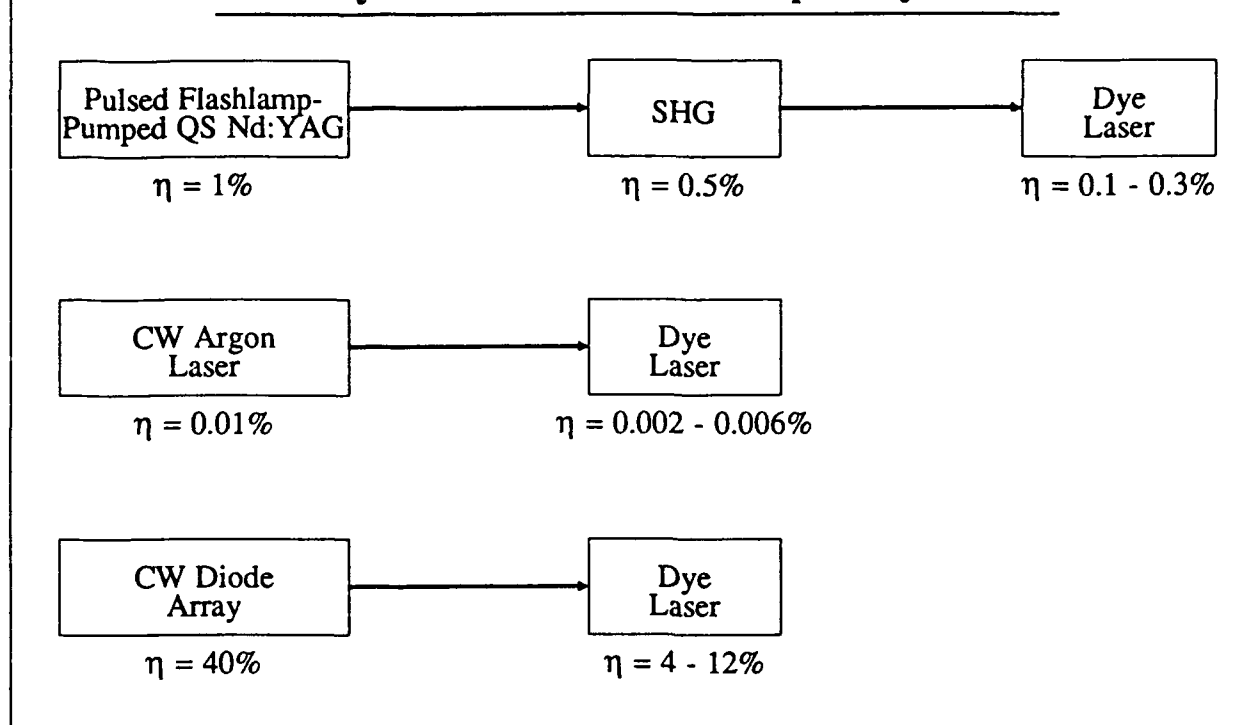 Pulsed Flashlamp-
Pumped QS Nd:YAG
SHG
Dye
Laser
η = 1%
η = 0.5%
η = 0.1 - 0.3%
CW Argon
Laser
Dye
Laser
η = 0.01%
η = 0.002 - 0.006%
CW Diode
Array
Dye
Laser
η = 40%
η = 4 - 12%